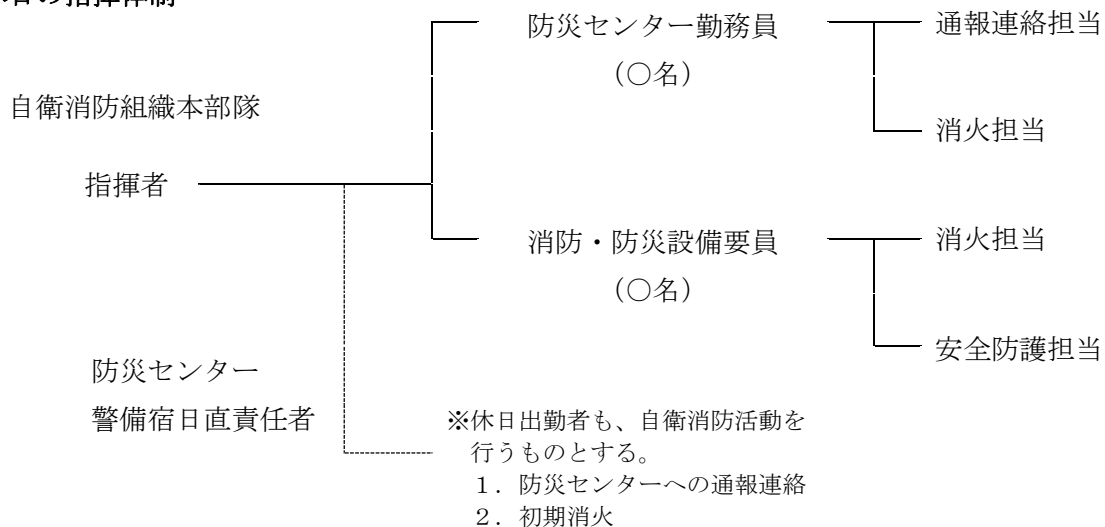 の指揮体制
防災センター勤務員
(○名)
通報連絡担当
消火担当
自衛消防組織本部隊
指揮者
消防・防災設備要員
(○名)
消火担当
安全防護担当
防災センター
警備宿日直責任者
※休日出勤者も、自衛消防活動を
行うものとする。
1．防災センターへの通報連絡
2．初期消火